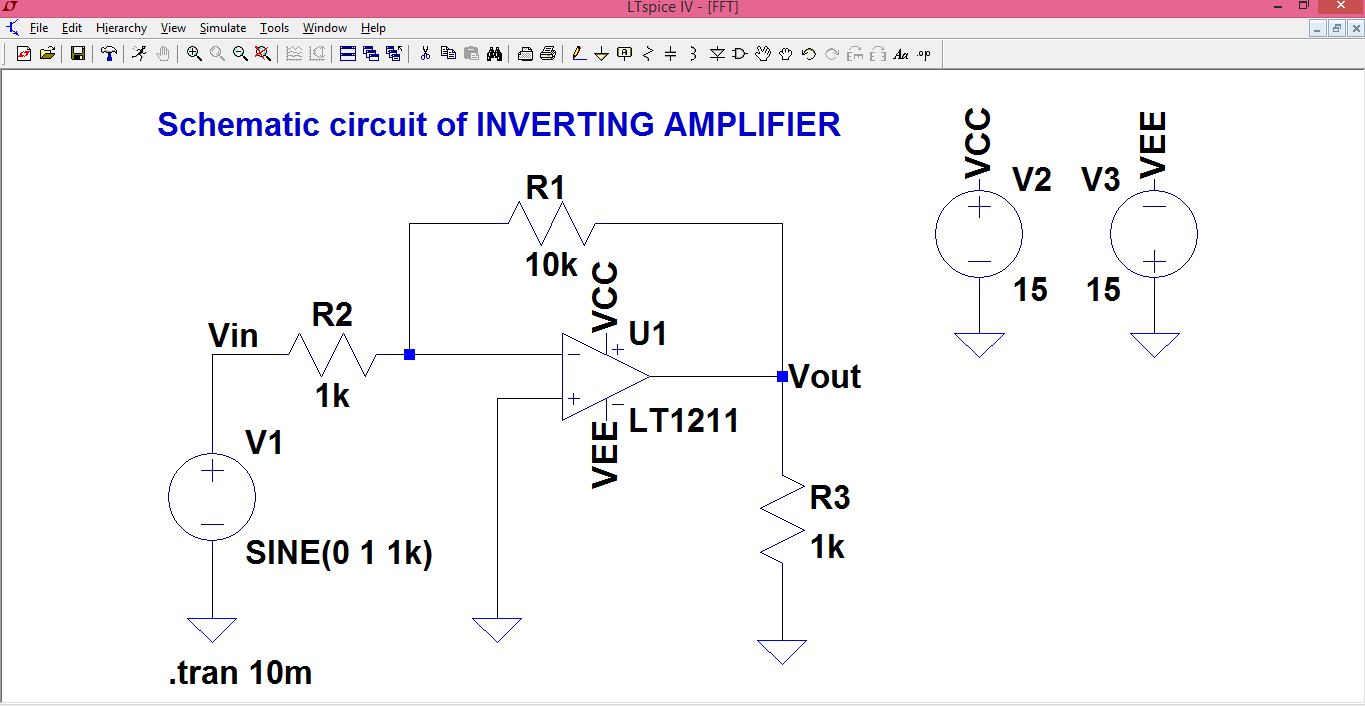 LTspice IV - [FFT]
File Edit Hierarchy View Simulate Tools Window Help
Aa .op
Schematic circuit of INVERTING AMPLIFIER
VCC
V2
15
V3
VEE
15
R1
10k
VCC
R2
Vin
1k
U1
LT1211
VEE
Vout
V1
SINE(0 1 1k)
R3
1k
.tran 10m